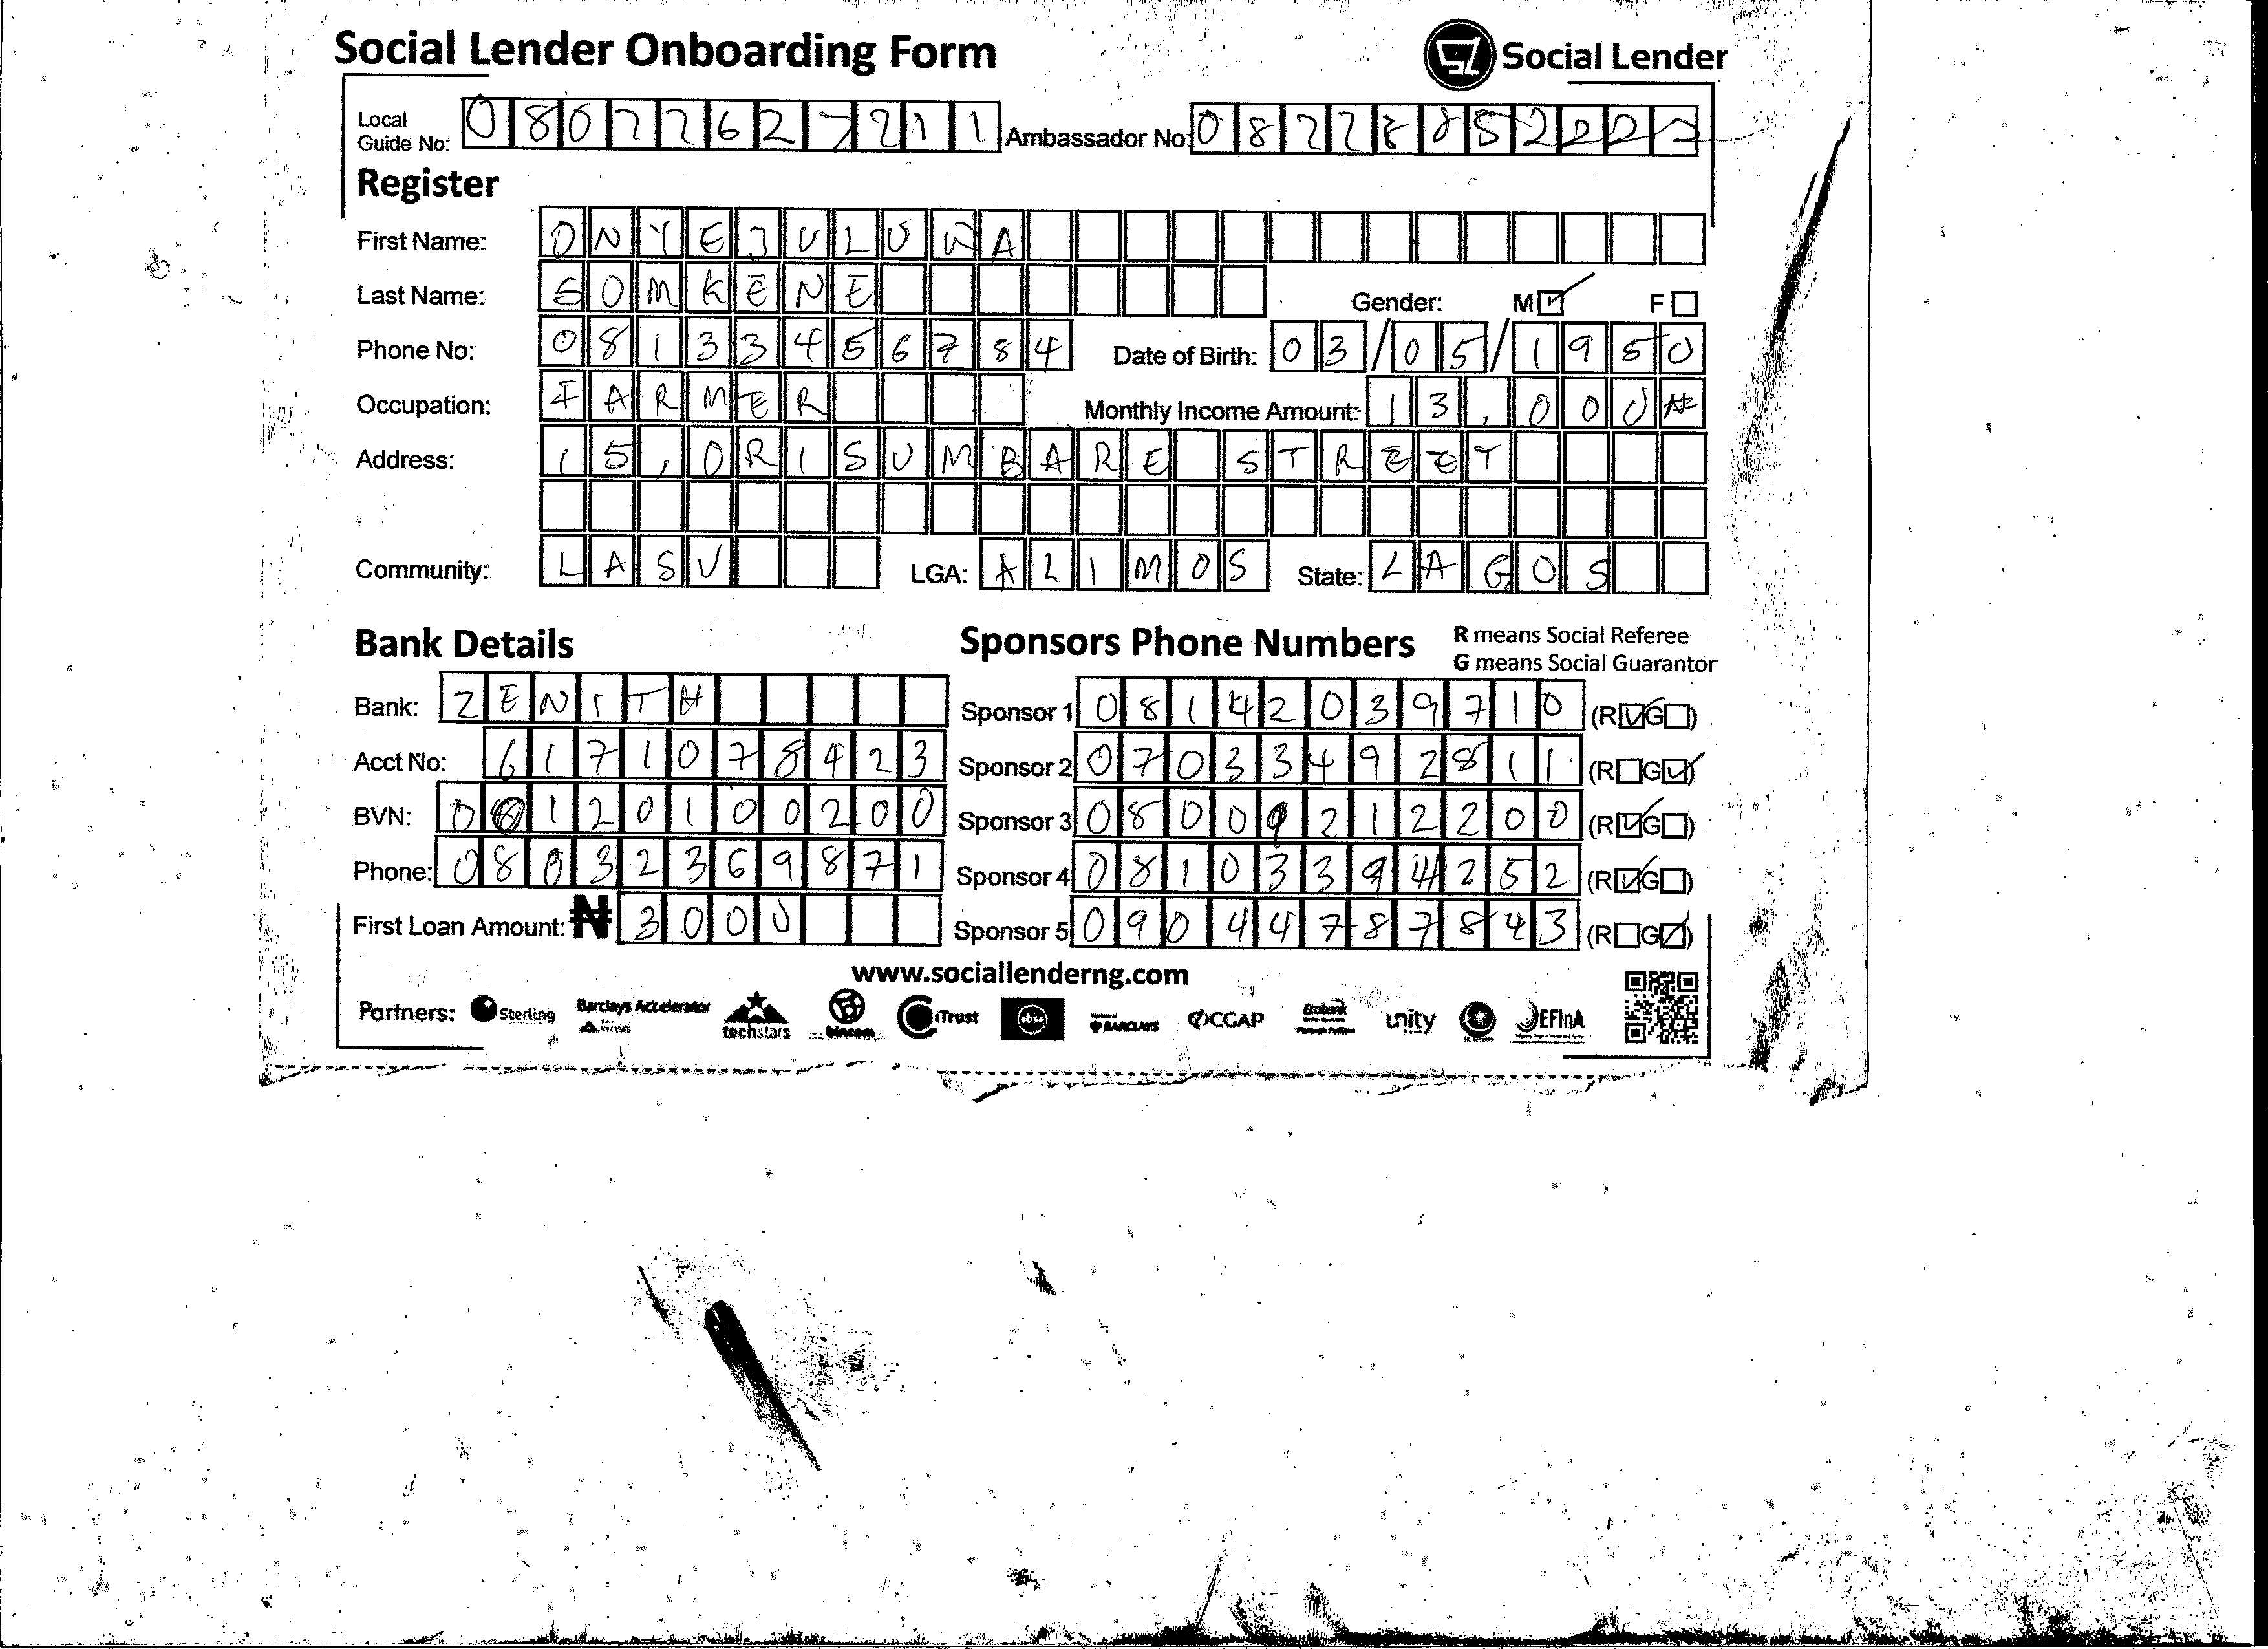 Social Lender Onboarding Form
Social Lender
Local Guide No: 08077627211 Ambassador No: 08778852222
Register
First Name: ONYEJULUWA
Last Name: SOMKENE Gender: M F
Phone No: 08133456784 Date of Birth: 03/05/1950
Occupation: FARMER Monthly Income Amount: 13,000₦
Address: 15, ORISUMBARE STREET
Community: LASU LGA: ALIMOS State: LAGOS
Bank Details
Sponsors Phone Numbers
R means Social Referee
G means Social Guarantor
Bank: ZENITH Sponsor 1 08142039710 (R G)
Acct No: 6171078423 Sponsor 2 07033492811 (R G)
BVN: 00120100200 Sponsor 3 08009212200 (R G)
Phone: 08032369871 Sponsor 4 08103394252 (R G)
First Loan Amount: ₦ 3000 Sponsor 5 09044787843 (R G)
www.sociallenderng.com
Partners: Sterling Barclays Accelerator techstars bincom iTrust absa BARCLAYS CGAP Ecobank unity EFInA